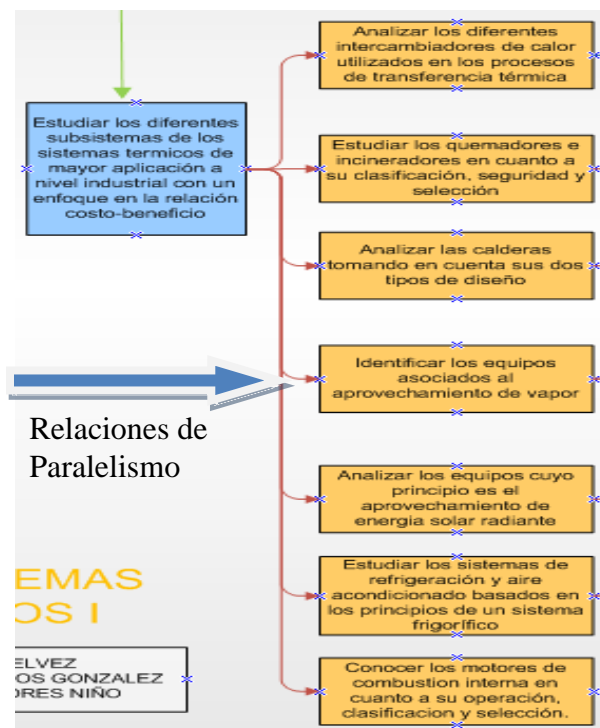 Estudiar los diferentes
subsistemas de los
sistemas termicos de
mayor aplicación a
nivel industrial con un
enfoque en la relación
costo-beneficio
Analizar los diferentes
intercambiadores de calor
utilizados en los procesos
de transferencia térmica
Estudiar los quemadores e
incineradores en cuanto a
su clasificación, seguridad y
selección
Analizar las calderas
tomando en cuenta sus dos
tipos de diseño
Identificar los equipos
asociados al
aprovechamiento de vapor
Analizar los equipos cuyo
principio es el
aprovechamiento de
energia solar radiante
Estudiar los sistemas de
refrigeración y aire
acondicionado basados en
los principios de un sistema
frigorífico
Conocer los motores de
combustion interna en
cuanto a su operación,
clasificacion y selección.
Relaciones de
Paralelismo
EMAS
OS I
ELVEZ
OS GONZALEZ
DRES NIÑO